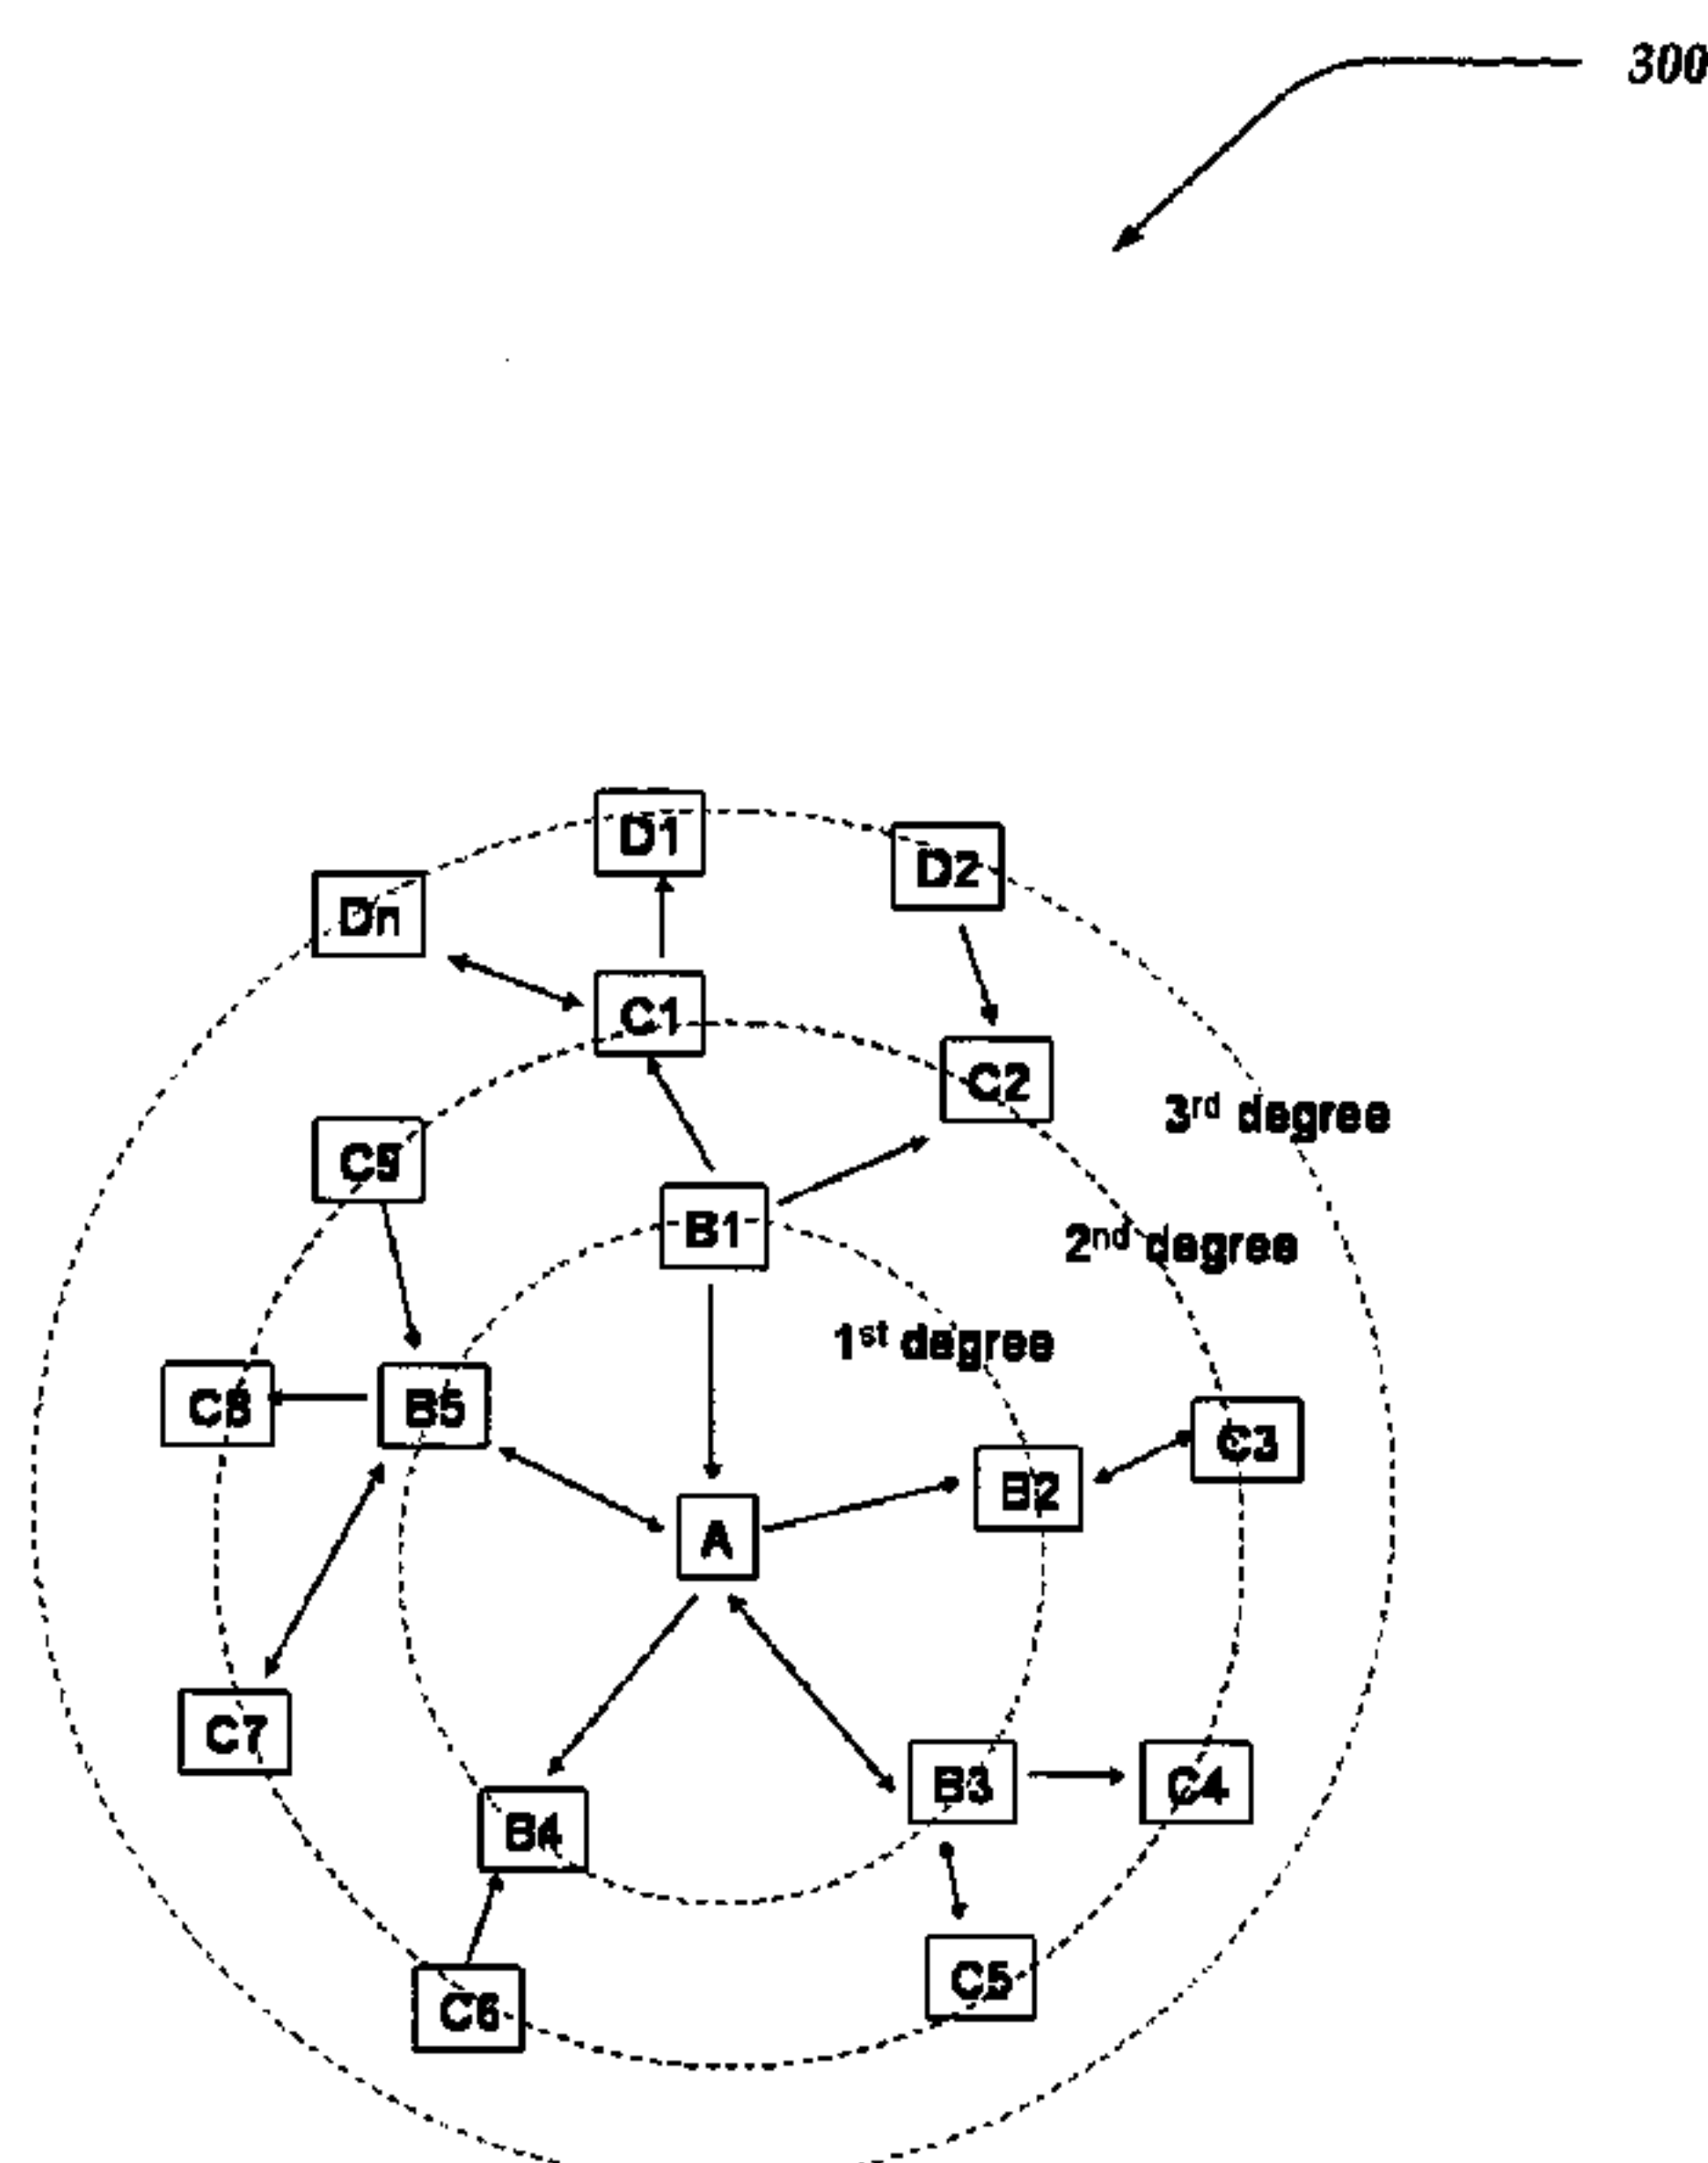 300
D1
D2
Dn
C1
C2
3rd degree
C9
B1
2nd degree
1st degree
C8
B5
C3
B2
A
C7
B3
C4
B4
C5
C6